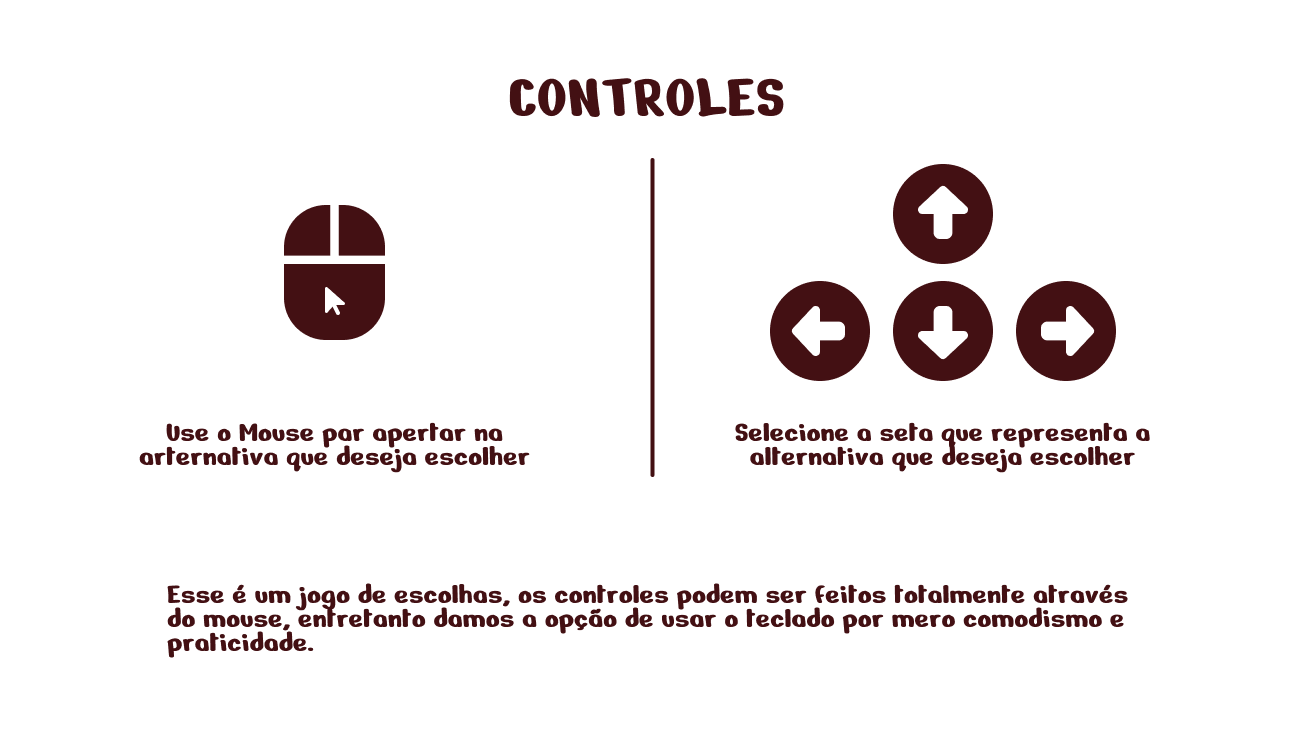 CONTROLES
Use o Mouse par apertar na
arternativa que deseja escolher
Selecione a seta que representa a
alternativa que deseja escolher
Esse é um jogo de escolhas, os controles podem ser feitos totalmente através
do mouse, entretanto damos a opção de usar o teclado por mero comodismo e
praticidade.